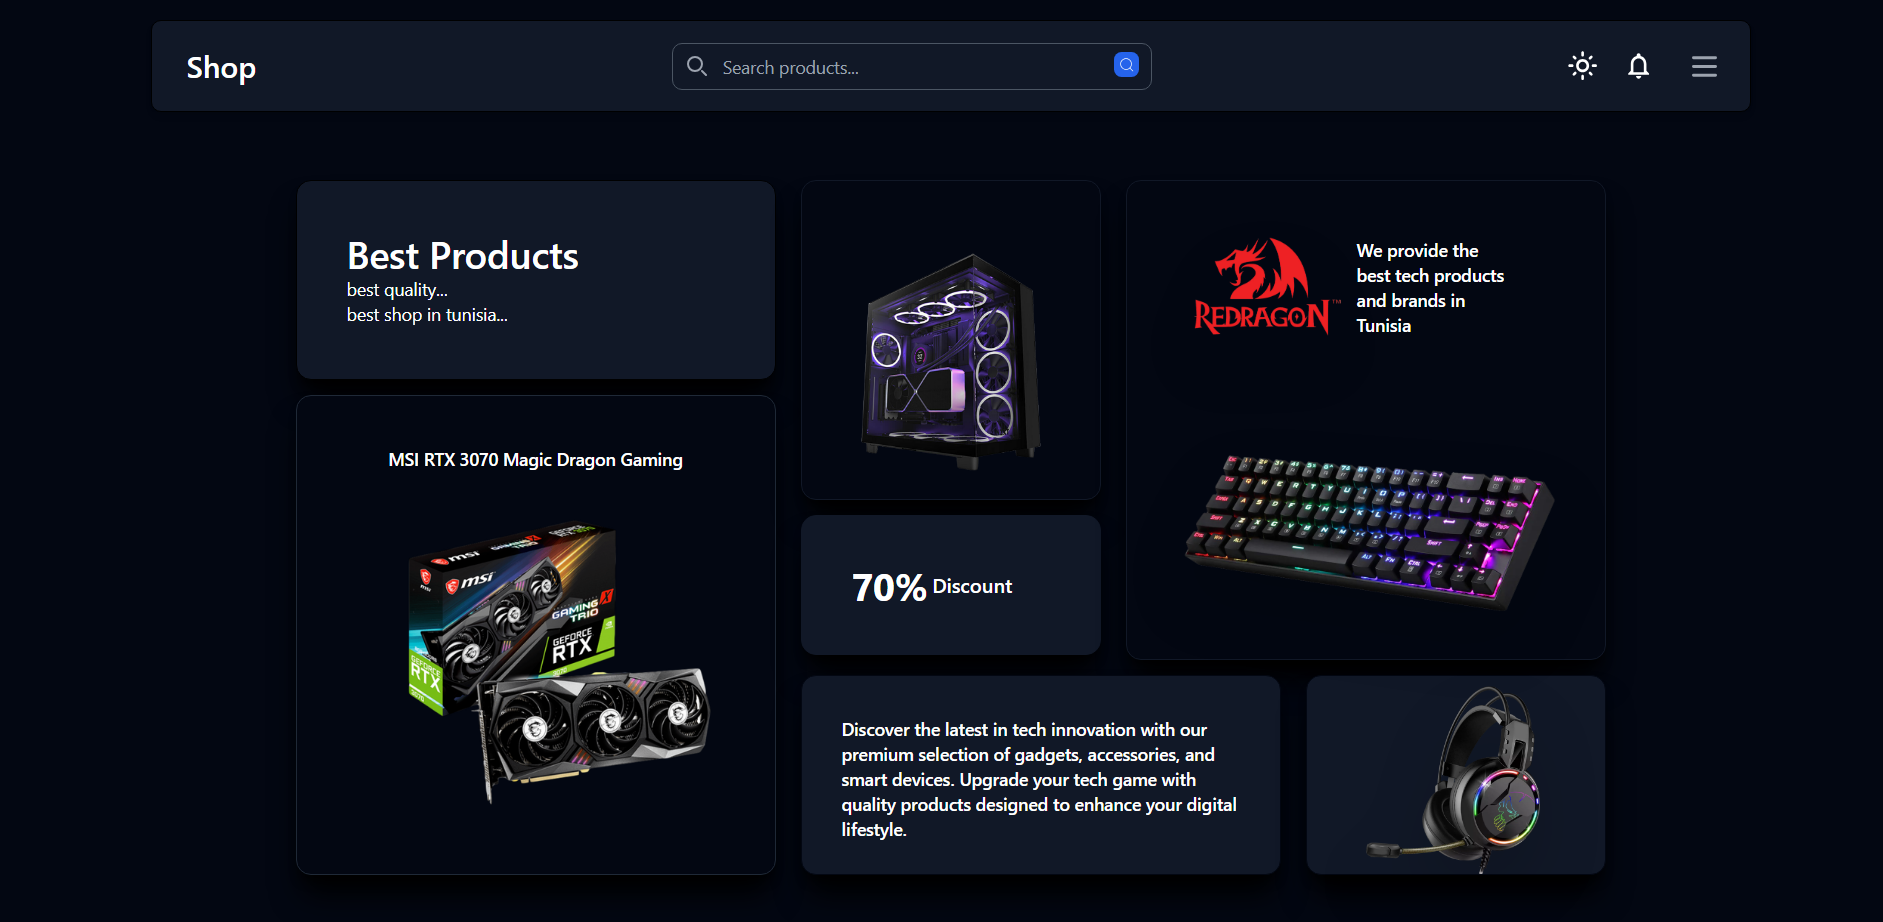 Shop
Search products...
Best Products
best quality...
best shop in tunisia...
REDRAGON™
We provide the
best tech products
and brands in
Tunisia
MSI RTX 3070 Magic Dragon Gaming
msi
GAMING X
TRIO
msi
GAMING X
TRIO
GEFORCE
RTX
GEFORCE
RTX
70% Discount
Discover the latest in tech innovation with our
premium selection of gadgets, accessories, and
smart devices. Upgrade your tech game with
quality products designed to enhance your digital
lifestyle.